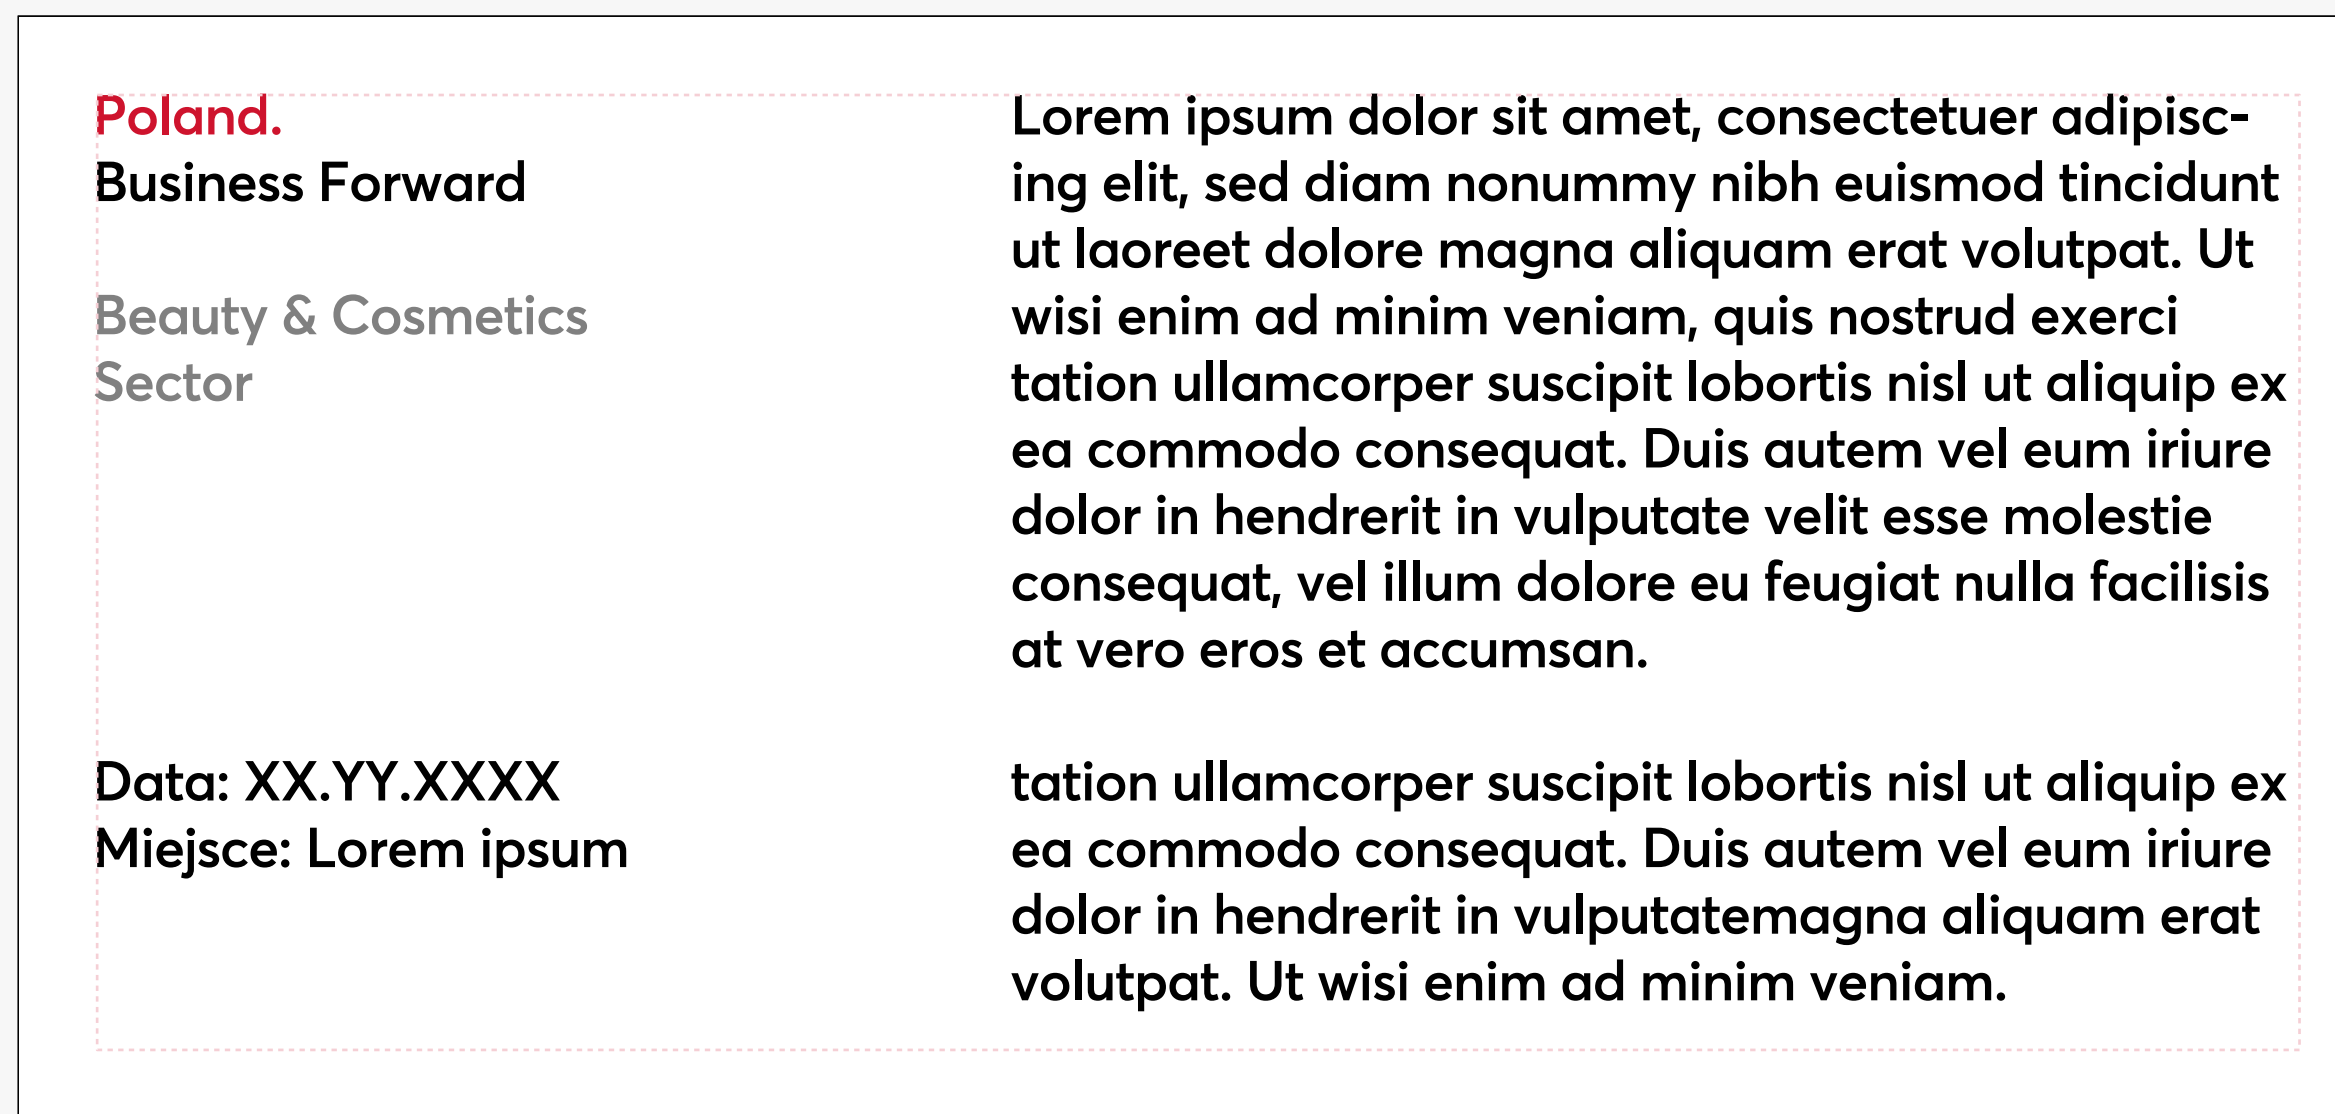 Poland.
Business Forward
Beauty & Cosmetics
Sector
Data: XX.YY.XXXX
Miejsce: Lorem ipsum
Lorem ipsum dolor sit amet, consectetuer adipisc-
ing elit, sed diam nonummy nibh euismod tincidunt
ut laoreet dolore magna aliquam erat volutpat. Ut
wisi enim ad minim veniam, quis nostrud exerci
tation ullamcorper suscipit lobortis nisl ut aliquip ex
ea commodo consequat. Duis autem vel eum iriure
dolor in hendrerit in vulputate velit esse molestie
consequat, vel illum dolore eu feugiat nulla facilisis
at vero eros et accumsan.
tation ullamcorper suscipit lobortis nisl ut aliquip ex
ea commodo consequat. Duis autem vel eum iriure
dolor in hendrerit in vulputatemagna aliquam erat
volutpat. Ut wisi enim ad minim veniam.